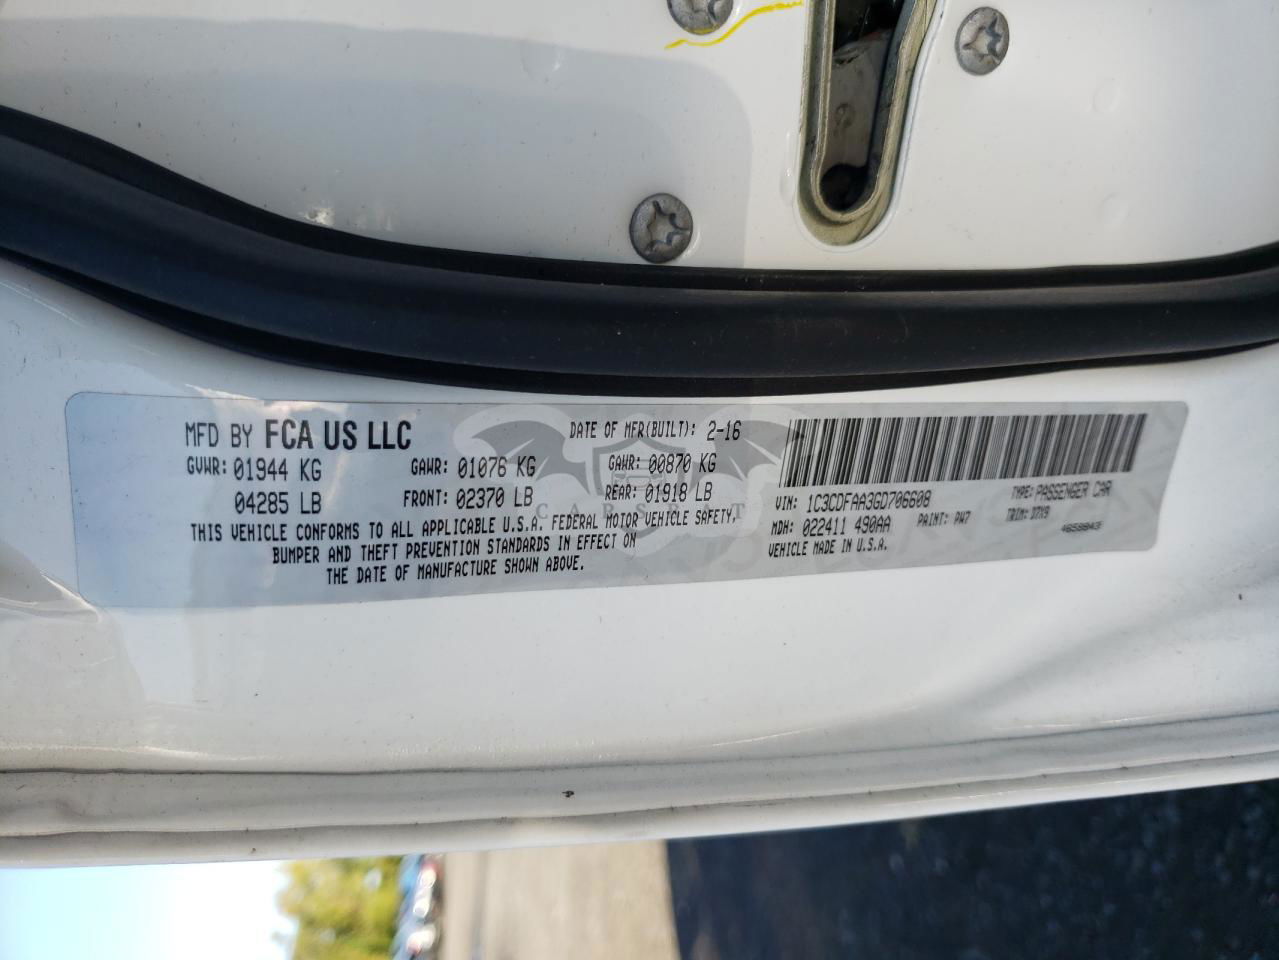 MFD BY FCA US LLC
DATE OF MFR(BUILT): 2-16
GVWR: 01944 KG
GAWR: 01076 KG
GAWR: 00870 KG
04285 LB
FRONT: 02370 LB
REAR: 01918 LB
THIS VEHICLE CONFORMS TO ALL APPLICABLE U.S.A. FEDERAL MOTOR VEHICLE SAFETY,
BUMPER AND THEFT PREVENTION STANDARDS IN EFFECT ON
THE DATE OF MANUFACTURE SHOWN ABOVE.
VIN: 1C3CDFAA3GD706608
TYPE: PASSENGER CAR
MDH: 022411 490AA
PAINT: PW7
TRIM: D7X9
VEHICLE MADE IN U.S.A.
CARSBAT